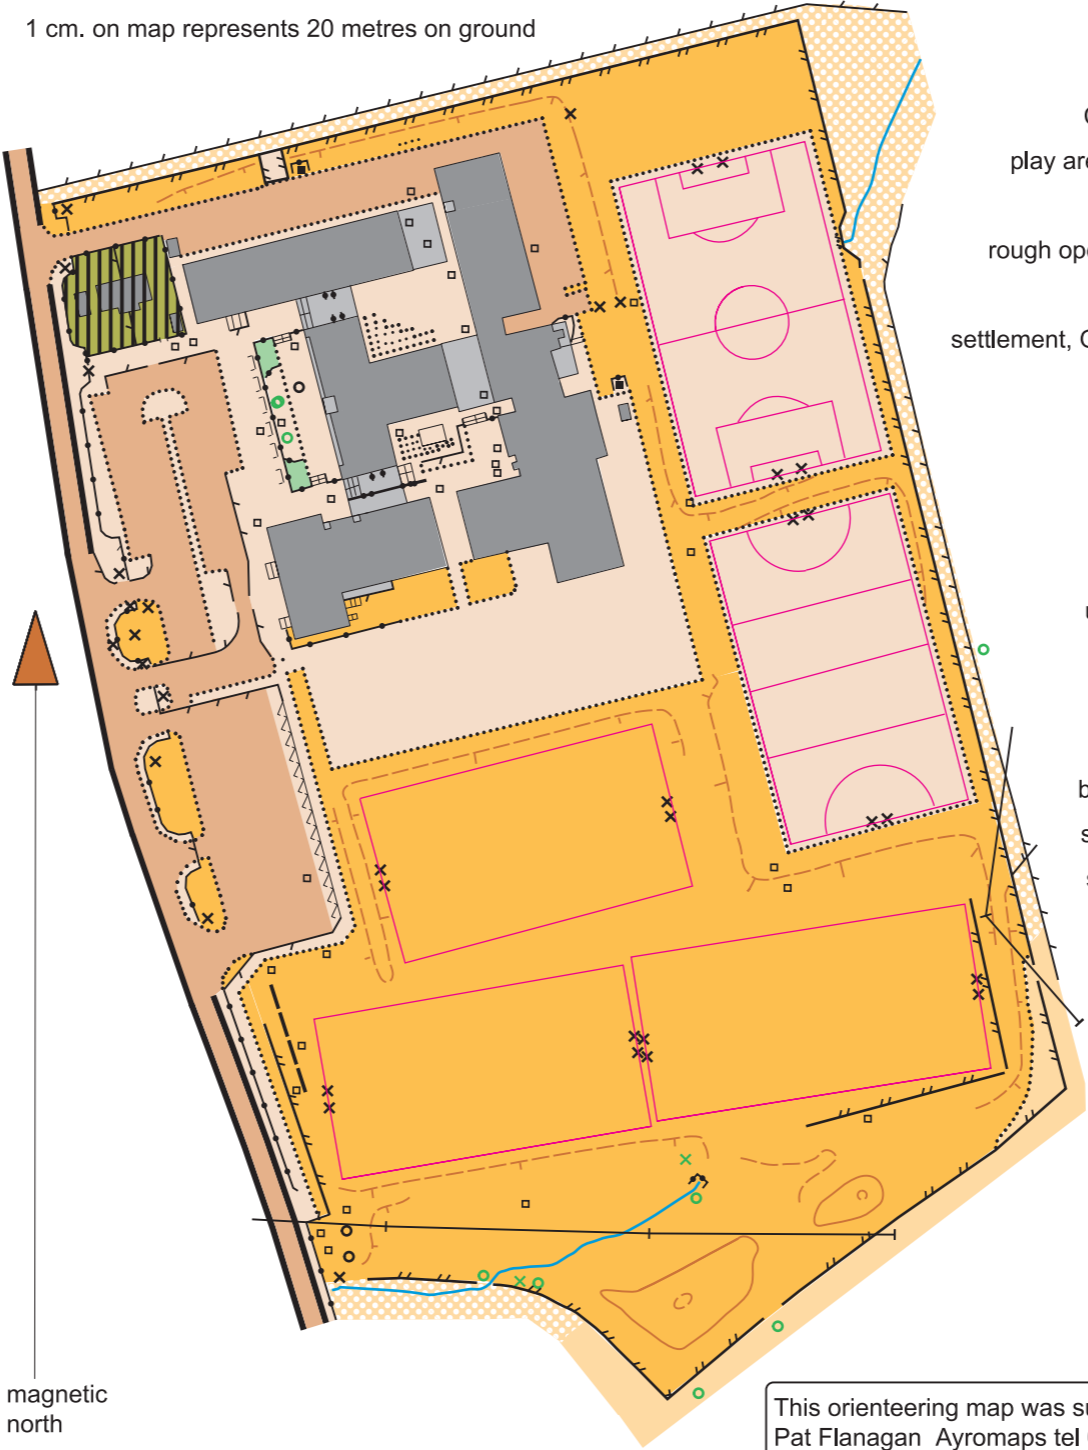 1 cm. on map represents 20 metres on ground
play are
rough ope
settlement, C
magnetic
north
This orienteering map was su
Pat Flanagan Ayromaps tel